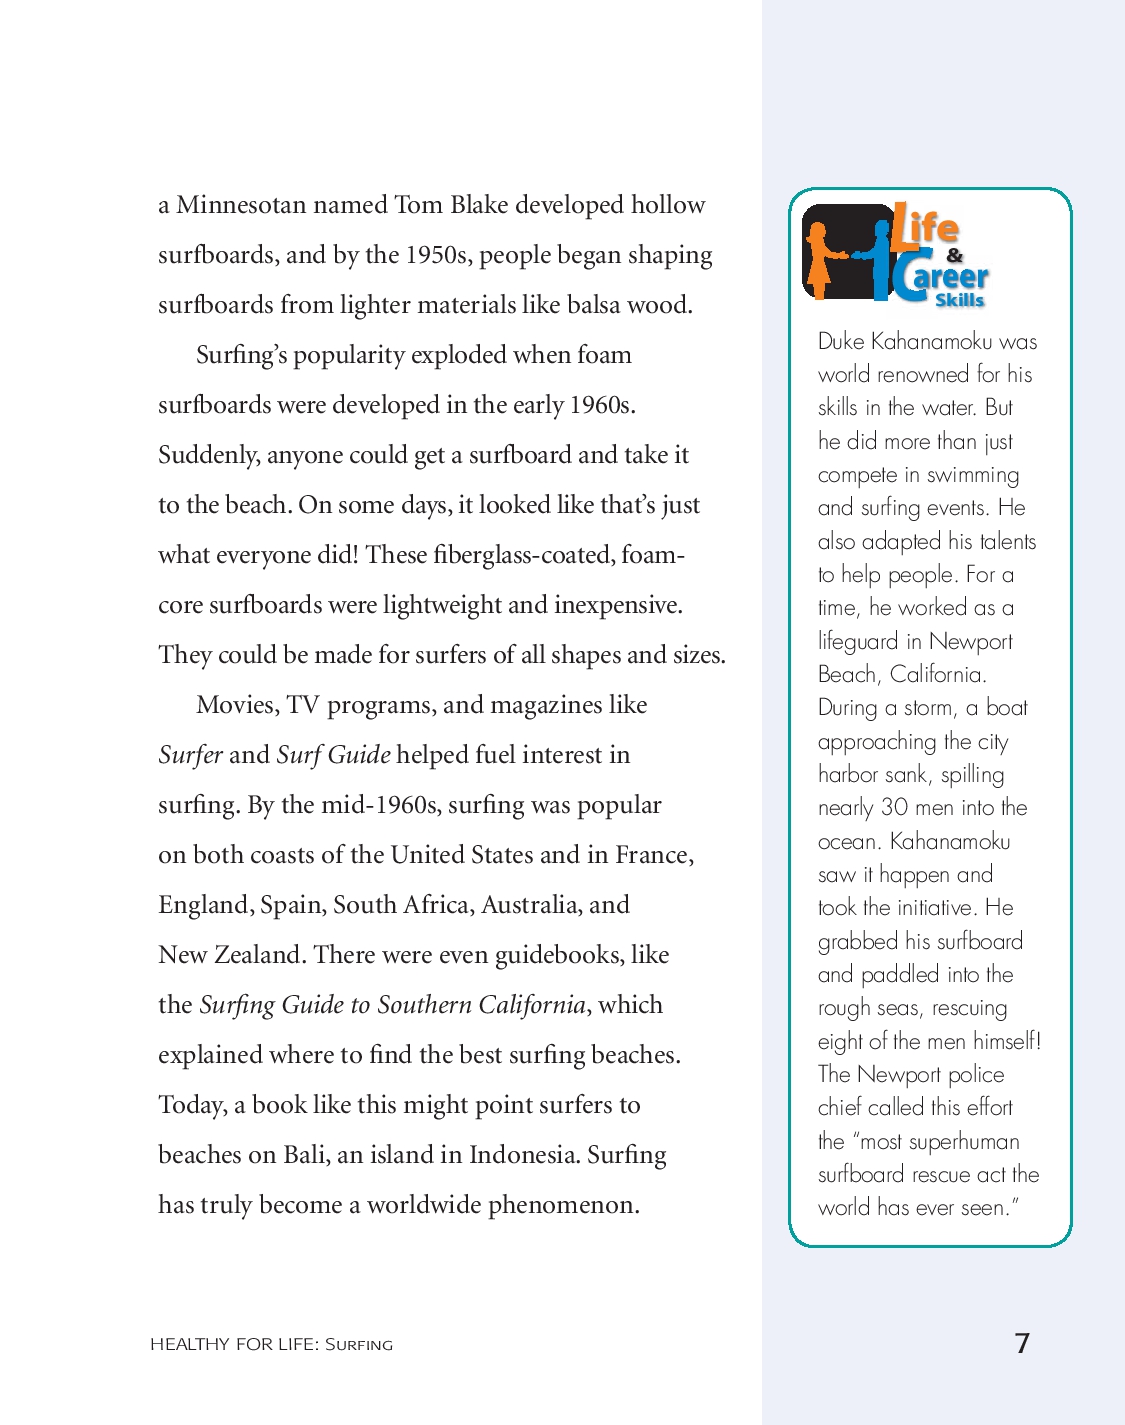 a Minnesotan named Tom Blake developed hollow
surfboards, and by the 1950s, people began shaping
surfboards from lighter materials like balsa wood.
Surfing’s popularity exploded when foam
surfboards were developed in the early 1960s.
Suddenly, anyone could get a surfboard and take it
to the beach. On some days, it looked like that’s just
what everyone did! These fiberglass-coated, foam-
core surfboards were lightweight and inexpensive.
They could be made for surfers of all shapes and sizes.
Movies, TV programs, and magazines like
Surfer and Surf Guide helped fuel interest in
surfing. By the mid-1960s, surfing was popular
on both coasts of the United States and in France,
England, Spain, South Africa, Australia, and
New Zealand. There were even guidebooks, like
the Surfing Guide to Southern California, which
explained where to find the best surfing beaches.
Today, a book like this might point surfers to
beaches on Bali, an island in Indonesia. Surfing
has truly become a worldwide phenomenon.
Life
&
Career
Skills
Duke Kahanamoku was
world renowned for his
skills in the water. But
he did more than just
compete in swimming
and surfing events. He
also adapted his talents
to help people. For a
time, he worked as a
lifeguard in Newport
Beach, California.
During a storm, a boat
approaching the city
harbor sank, spilling
nearly 30 men into the
ocean. Kahanamoku
saw it happen and
took the initiative. He
grabbed his surfboard
and paddled into the
rough seas, rescuing
eight of the men himself!
The Newport police
chief called this effort
the “most superhuman
surfboard rescue act the
world has ever seen.”
HEALTHY FOR LIFE: SURFING
7